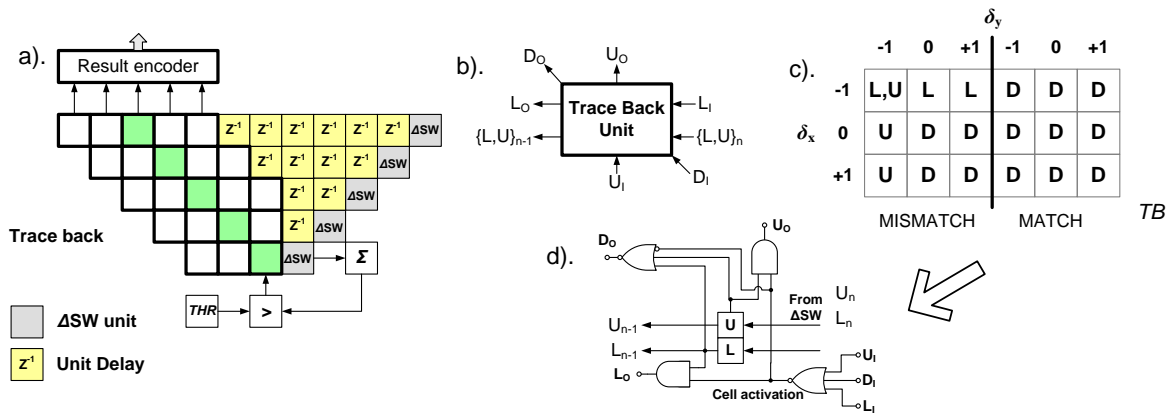 a).
Result encoder
Z⁻¹ Z⁻¹ Z⁻¹ Z⁻¹ Z⁻¹ Z⁻¹ ΔSW
Z⁻¹ Z⁻¹ Z⁻¹ Z⁻¹ ΔSW
Z⁻¹ Z⁻¹ ΔSW
Z⁻¹ ΔSW
ΔSW Σ
Trace back
THR >
ΔSW unit
Z⁻¹ Unit Delay
b).
D_O U_O
L_O Trace Back Unit L_I
{L,U}_{n-1} {L,U}_n
U_I D_I
c).
δ_y
-1 0 +1 -1 0 +1
-1 L,U L L D D D
δ_x 0 U D D D D D
+1 U D D D D D
MISMATCH MATCH
TB
d).
D_O U_O
From ΔSW
U_{n-1} U U_n
L_{n-1} L L_n
L_O
Cell activation
U_I
D_I
L_I